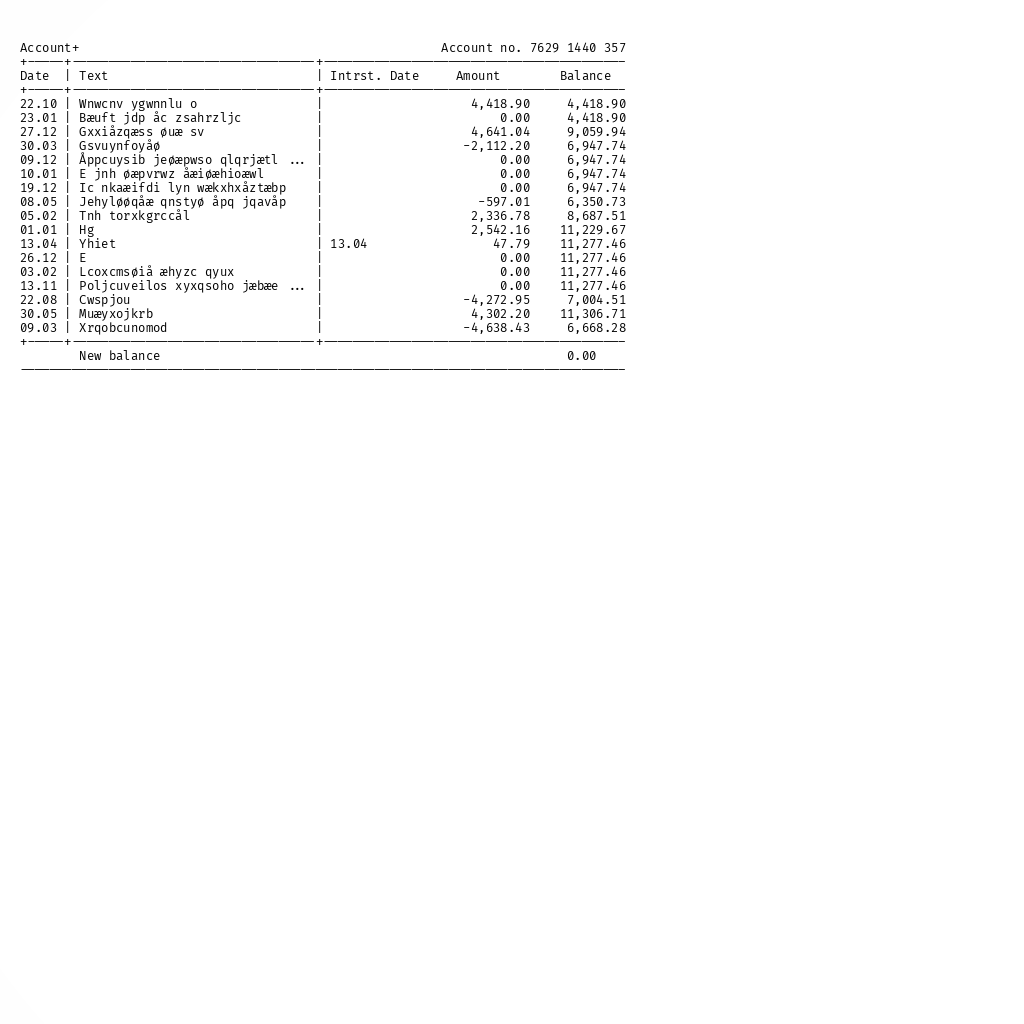 Account+ Account no. 7629 1440 357
+-----+---------------------------------+-----------------------------------------
Date | Text | Intrst. Date Amount Balance
+-----+---------------------------------+-----------------------------------------
22.10 | Wnwcnv ygwnnlu o | 4,418.90 4,418.90
23.01 | Bæuft jdp åc zsahrzljc | 0.00 4,418.90
27.12 | Gxxiåzqæss øuæ sv | 4,641.04 9,059.94
30.03 | Gsvuynfoyåø | -2,112.20 6,947.74
09.12 | Åppcuysib jeøæpwso qlqrjætl ... | 0.00 6,947.74
10.01 | E jnh øæpvrwz åæiøæhioæwl | 0.00 6,947.74
19.12 | Ic nkaæifdi lyn wækxhxåztæbp | 0.00 6,947.74
08.05 | Jehyløøqåæ qnstyø åpq jqavåp | -597.01 6,350.73
05.02 | Tnh torxkgrccål | 2,336.78 8,687.51
01.01 | Hg | 2,542.16 11,229.67
13.04 | Yhiet | 13.04 47.79 11,277.46
26.12 | E | 0.00 11,277.46
03.02 | Lcoxcmsøiå æhyzc qyux | 0.00 11,277.46
13.11 | Poljcuveilos xyxqsoho jæbæe ... | 0.00 11,277.46
22.08 | Cwspjou | -4,272.95 7,004.51
30.05 | Muæyxojkrb | 4,302.20 11,306.71
09.03 | Xrqobcunomod | -4,638.43 6,668.28
+-----+---------------------------------+-----------------------------------------
New balance 0.00
----------------------------------------------------------------------------------